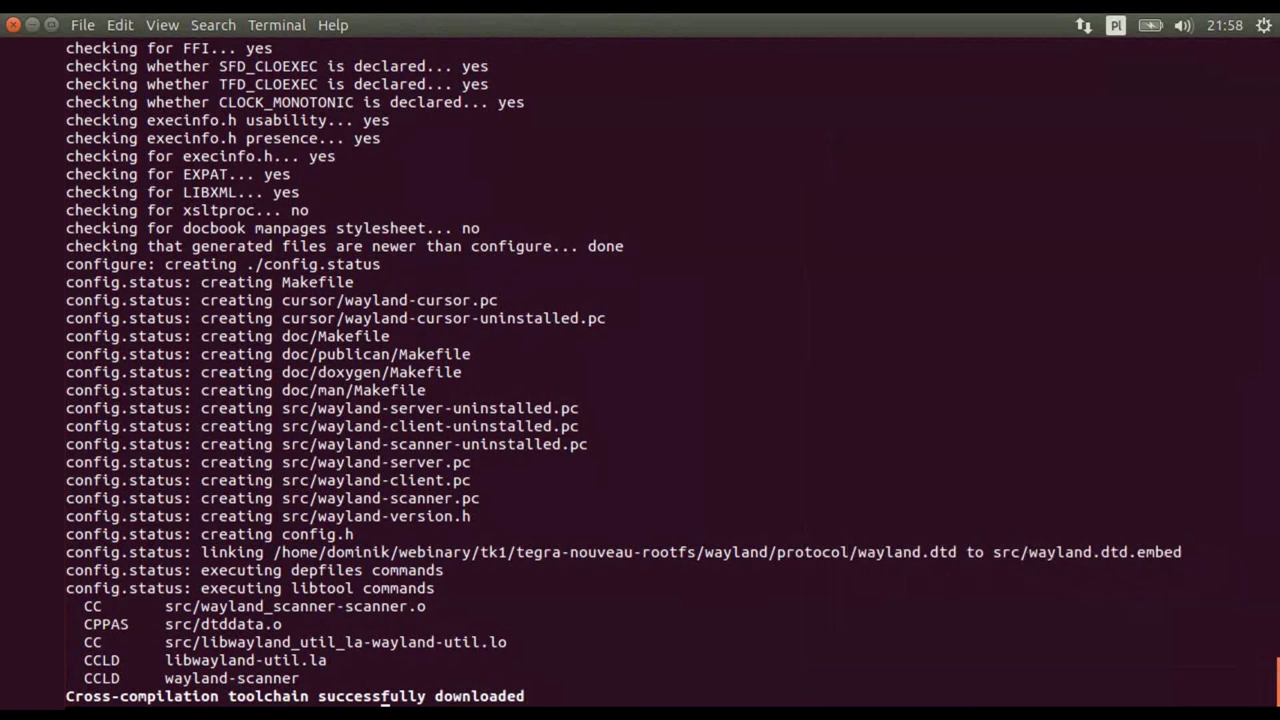 File Edit View Search Terminal Help Pl 21:58
checking for FFI... yes
checking whether SFD_CLOEXEC is declared... yes
checking whether TFD_CLOEXEC is declared... yes
checking whether CLOCK_MONOTONIC is declared... yes
checking execinfo.h usability... yes
checking execinfo.h presence... yes
checking for execinfo.h... yes
checking for EXPAT... yes
checking for LIBXML... yes
checking for xsltproc... no
checking for docbook manpages stylesheet... no
checking that generated files are newer than configure... done
configure: creating ./config.status
config.status: creating Makefile
config.status: creating cursor/wayland-cursor.pc
config.status: creating cursor/wayland-cursor-uninstalled.pc
config.status: creating doc/Makefile
config.status: creating doc/publican/Makefile
config.status: creating doc/doxygen/Makefile
config.status: creating doc/man/Makefile
config.status: creating src/wayland-server-uninstalled.pc
config.status: creating src/wayland-client-uninstalled.pc
config.status: creating src/wayland-scanner-uninstalled.pc
config.status: creating src/wayland-server.pc
config.status: creating src/wayland-client.pc
config.status: creating src/wayland-scanner.pc
config.status: creating src/wayland-version.h
config.status: creating config.h
config.status: linking /home/dominik/webinary/tk1/tegra-nouveau-rootfs/wayland/protocol/wayland.dtd to src/wayland.dtd.embed
config.status: executing depfiles commands
config.status: executing libtool commands
CC src/wayland_scanner-scanner.o
CPPAS src/dtddata.o
CC src/libwayland_util_la-wayland-util.lo
CCLD libwayland-util.la
CCLD wayland-scanner
Cross-compilation toolchain successfully downloaded